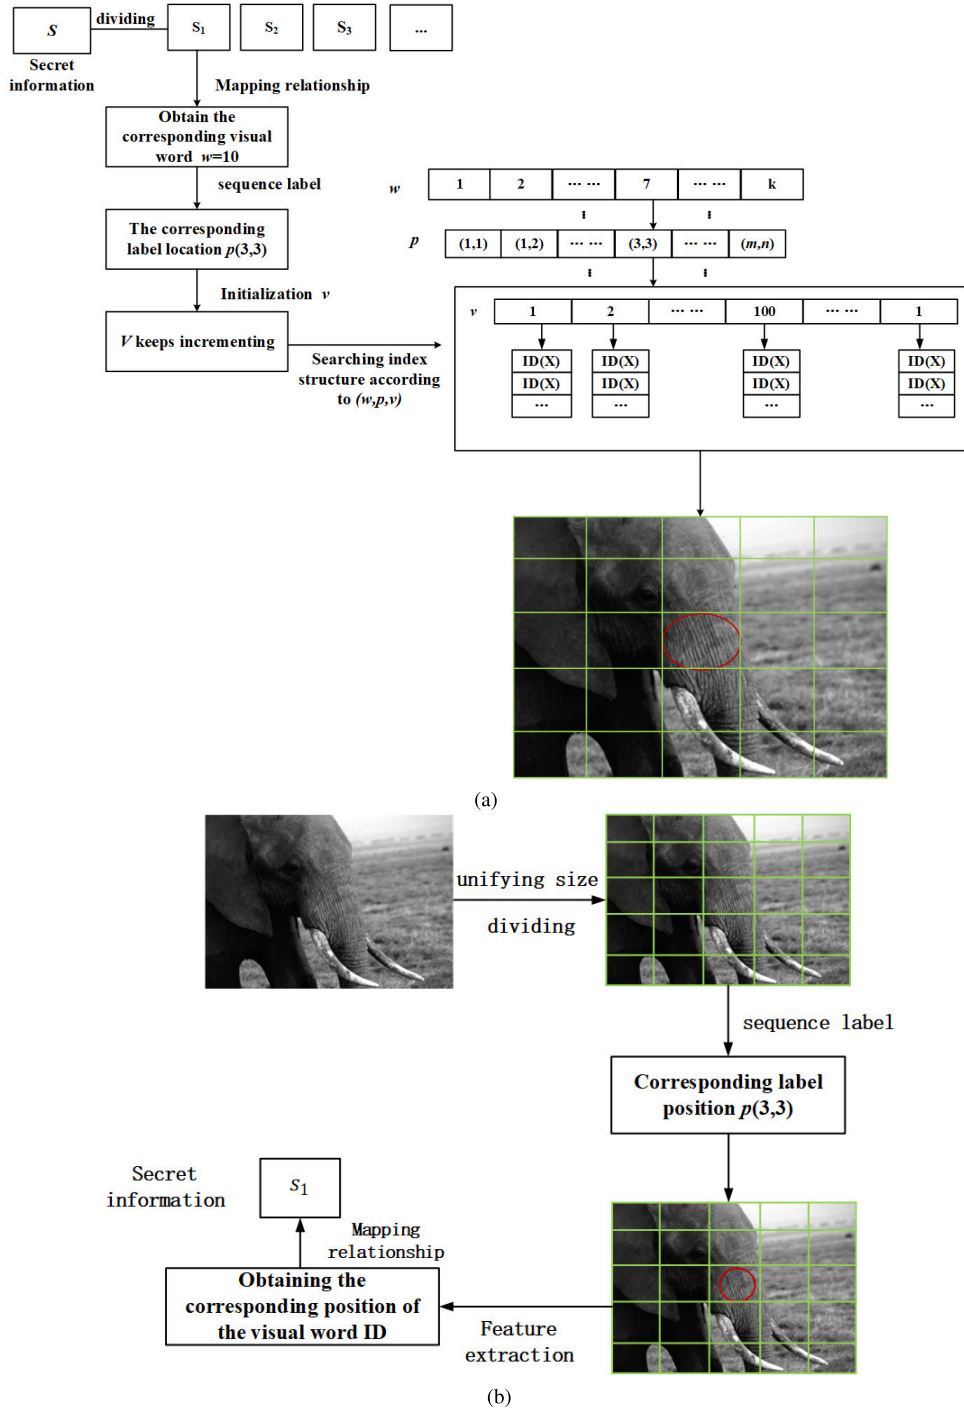 S
dividing
S1
S2
S3
...
Secret
information
Mapping relationship
Obtain the
corresponding visual
word w=10
sequence label
The corresponding
label location p(3,3)
Initialization v
V keeps incrementing
Searching index
structure according
to (w,p,v)
w
1
2
... ...
7
... ...
k
p
(1,1)
(1,2)
... ...
(3,3)
... ...
(m,n)
v
1
2
... ...
100
... ...
1
ID(X)
ID(X)
ID(X)
ID(X)
ID(X)
ID(X)
ID(X)
ID(X)
...
...
...
...
(a)
unifying size
dividing
sequence label
Corresponding label
position p(3,3)
Secret
information
s1
Mapping
relationship
Obtaining the
corresponding position of
the visual word ID
Feature
extraction
(b)